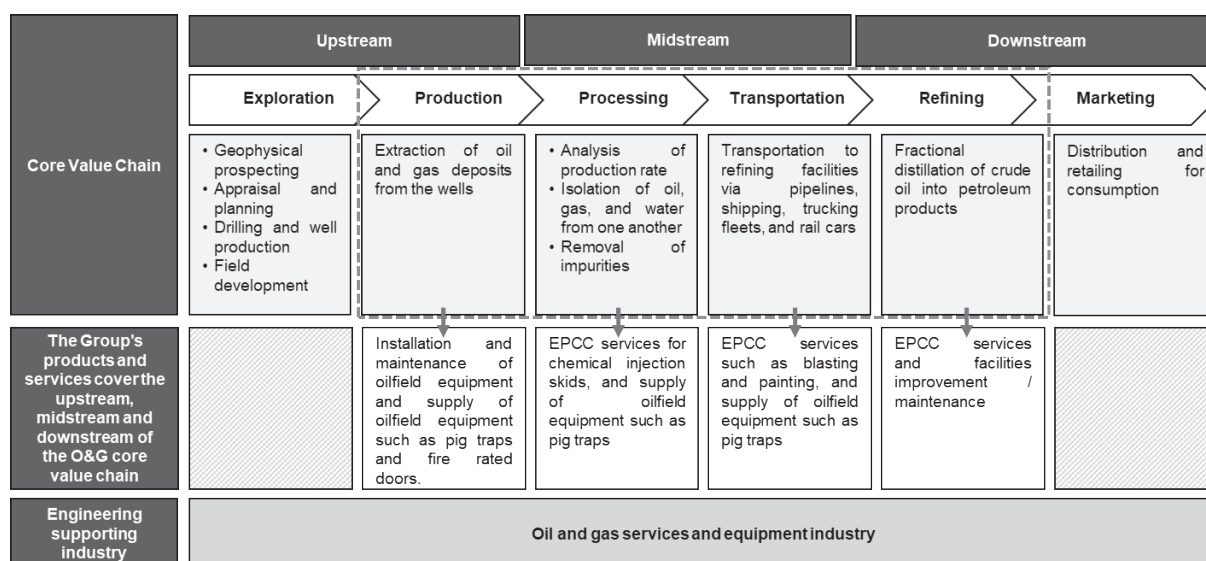 Upstream
Midstream
Downstream
Core Value Chain
Exploration
Production
Processing
Transportation
Refining
Marketing
• Geophysical
prospecting
• Appraisal and
planning
• Drilling and well
production
• Field
development
Extraction of oil
and gas deposits
from the wells
• Analysis of
production rate
• Isolation of oil,
gas, and water
from one another
• Removal of
impurities
Transportation to
refining facilities
via pipelines,
shipping, trucking
fleets, and rail cars
Fractional
distillation of crude
oil into petroleum
products
Distribution and
retailing for
consumption
The Group's
products and
services cover the
upstream,
midstream and
downstream of
the O&G core
value chain
Installation and
maintenance of
oilfield equipment
and supply of
oilfield equipment
such as pig traps
and fire rated
doors.
EPCC services for
chemical injection
skids, and supply
of oilfield
equipment such as
pig traps
EPCC services
such as blasting
and painting, and
supply of oilfield
equipment such as
pig traps
EPCC services
and facilities
improvement /
maintenance
Engineering
supporting
industry
Oil and gas services and equipment industry